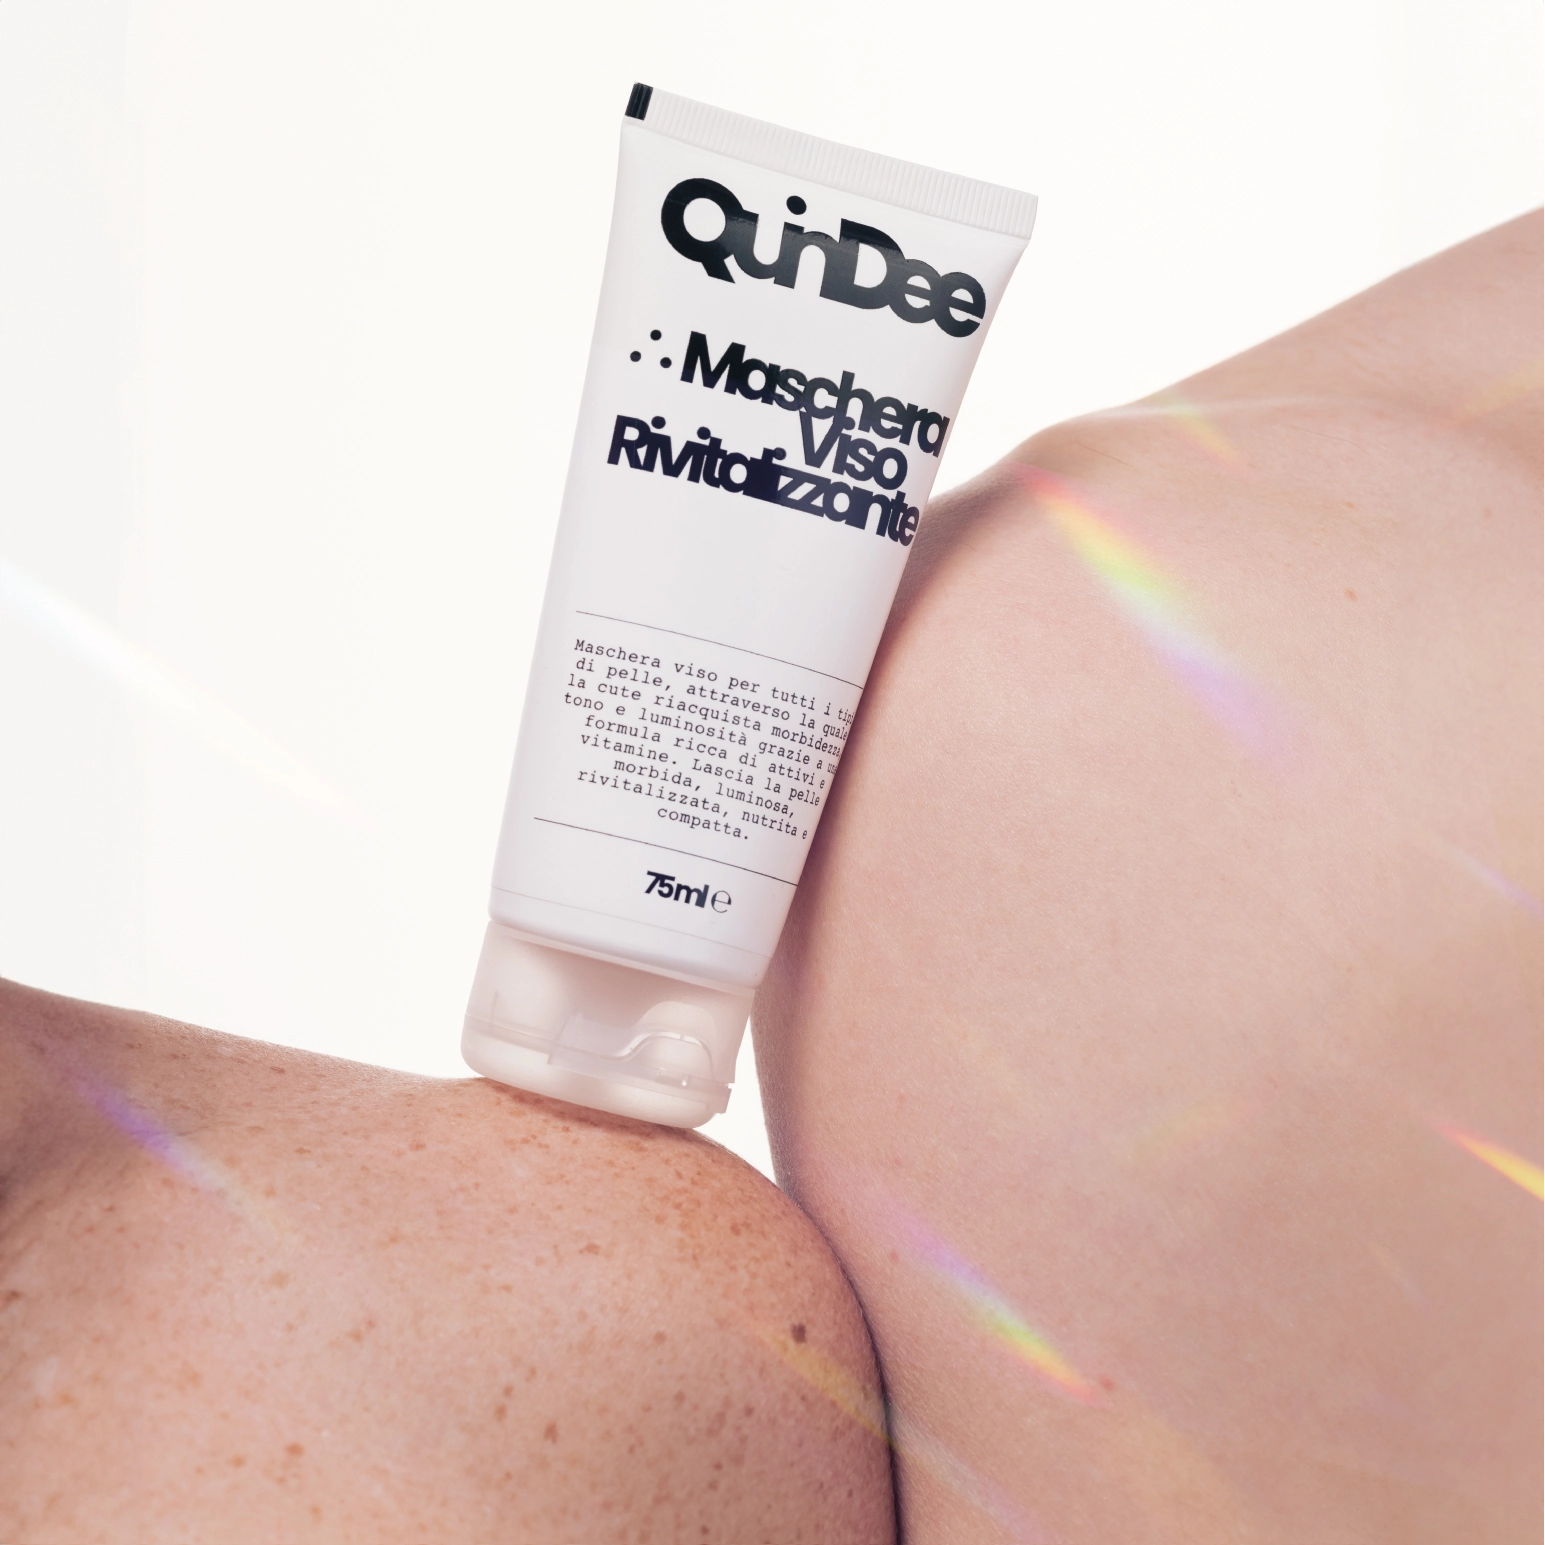 QuinDee
∴ Maschera
Viso
Rivitalizzante
Maschera viso per tutti i tipi
di pelle, attraverso la quale
la cute riacquista morbidezza,
tono e luminosità grazie a una
formula ricca di attivi e
vitamine. Lascia la pelle
morbida, luminosa,
rivitalizzata, nutrita e
compatta.
75ml ℮